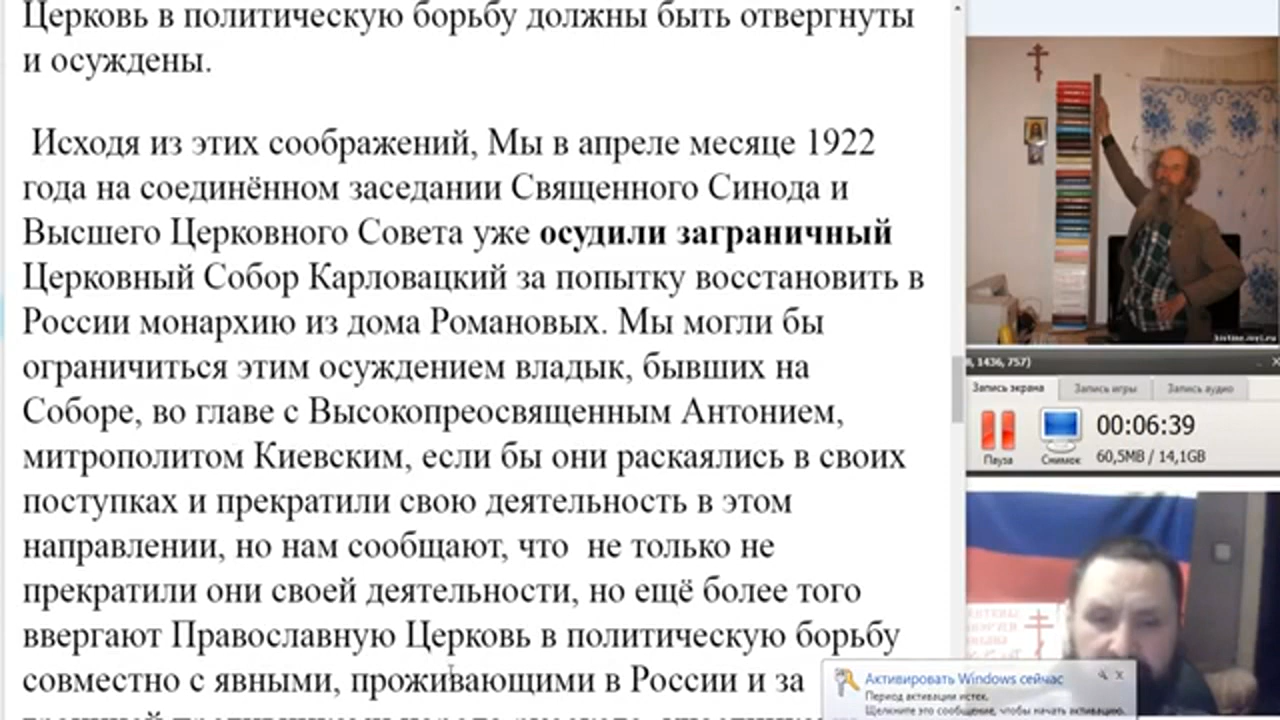 Церковь в политическую борьбу должны быть отвергнуты
и осуждены.
Исходя из этих соображений, Мы в апреле месяце 1922
года на соединённом заседании Священного Синода и
Высшего Церковного Совета уже осудили заграничный
Церковный Собор Карловацкий за попытку восстановить в
России монархию из дома Романовых. Мы могли бы
ограничиться этим осуждением владык, бывших на
Соборе, во главе с Высокопреосвященным Антонием,
митрополитом Киевским, если бы они раскаялись в своих
поступках и прекратили свою деятельность в этом
направлении, но нам сообщают, что не только не
прекратили они своей деятельности, но ещё более того
ввергают Православную Церковь в политическую борьбу
совместно с явными, проживающими в России и за
, 1436, 757)
Запись экрана Запись игры Запись аудио
00:06:39
Пауза Снимок 60,5MB / 14,1GB
Активировать Windows сейчас
Период активации истек.
Щелкните это сообщение, чтобы начать активацию.